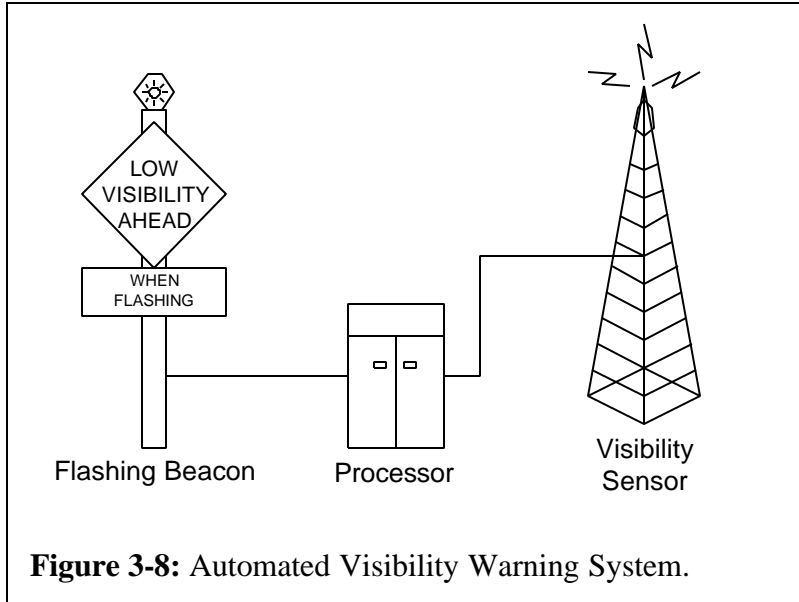 LOW
VISIBILITY
AHEAD
WHEN
FLASHING
Flashing Beacon
Processor
Visibility
Sensor
Figure 3-8: Automated Visibility Warning System.